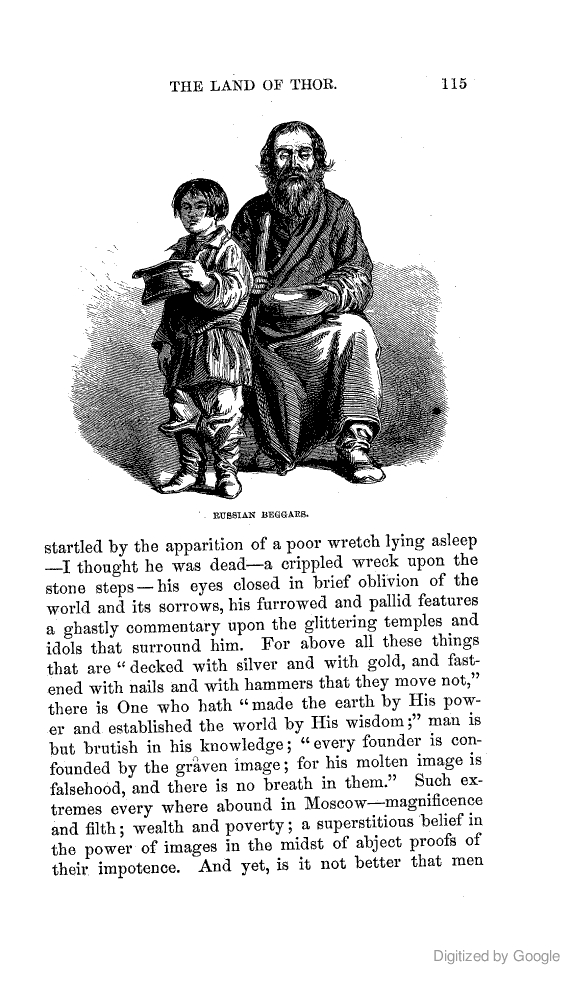 THE LAND OF THOR. 115
RUSSIAN BEGGARS.
startled by the apparition of a poor wretch lying asleep
—I thought he was dead—a crippled wreck upon the
stone steps—his eyes closed in brief oblivion of the
world and its sorrows, his furrowed and pallid features
a ghastly commentary upon the glittering temples and
idols that surround him. For above all these things
that are "decked with silver and with gold, and fast-
ened with nails and with hammers that they move not,"
there is One who hath "made the earth by His pow-
er and established the world by His wisdom;" man is
but brutish in his knowledge; "every founder is con-
founded by the graven image; for his molten image is
falsehood, and there is no breath in them." Such ex-
tremes every where abound in Moscow—magnificence
and filth; wealth and poverty; a superstitious belief in
the power of images in the midst of abject proofs of
their impotence. And yet, is it not better that men
Digitized by Google